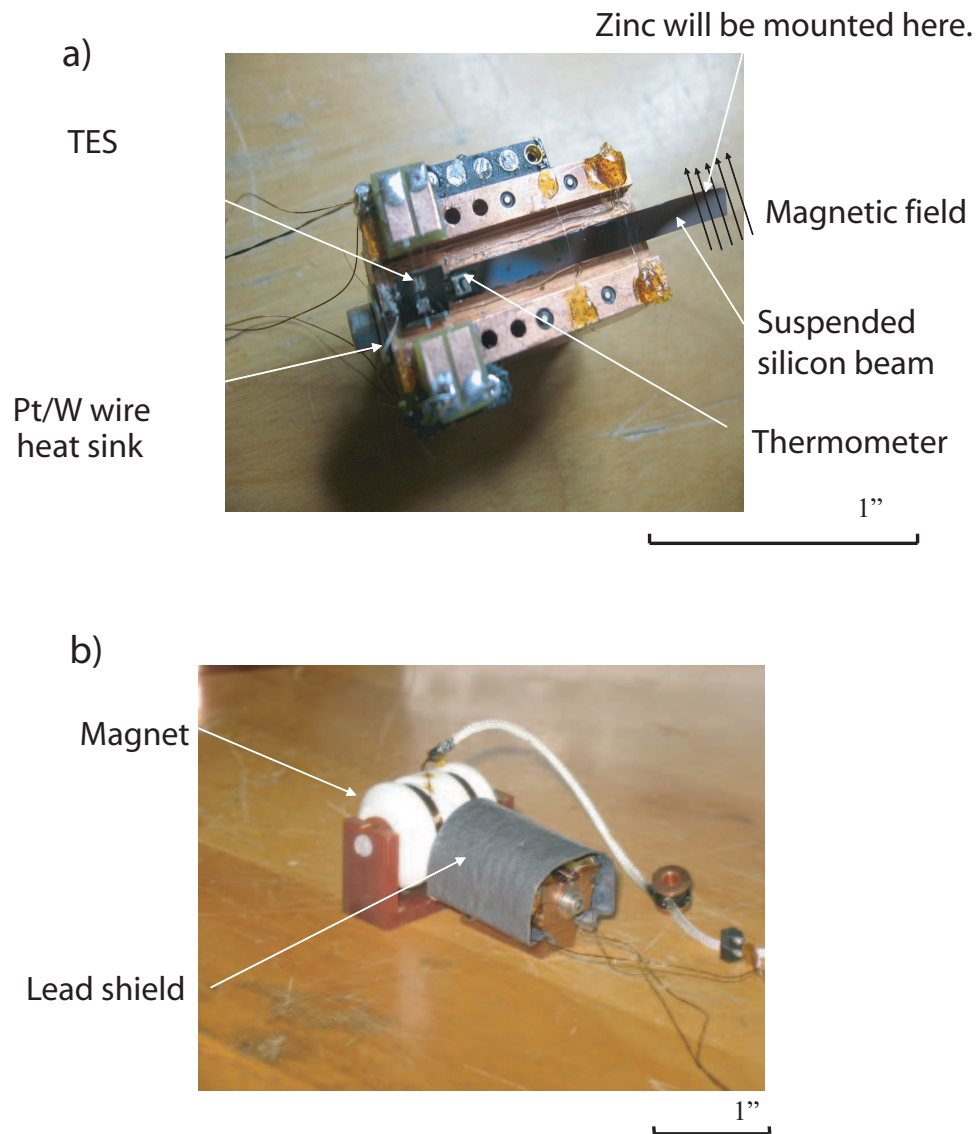 Zinc will be mounted here.
a)
TES
Magnetic field
Suspended
silicon beam
Pt/W wire
heat sink
Thermometer
1”
b)
Magnet
Lead shield
1”